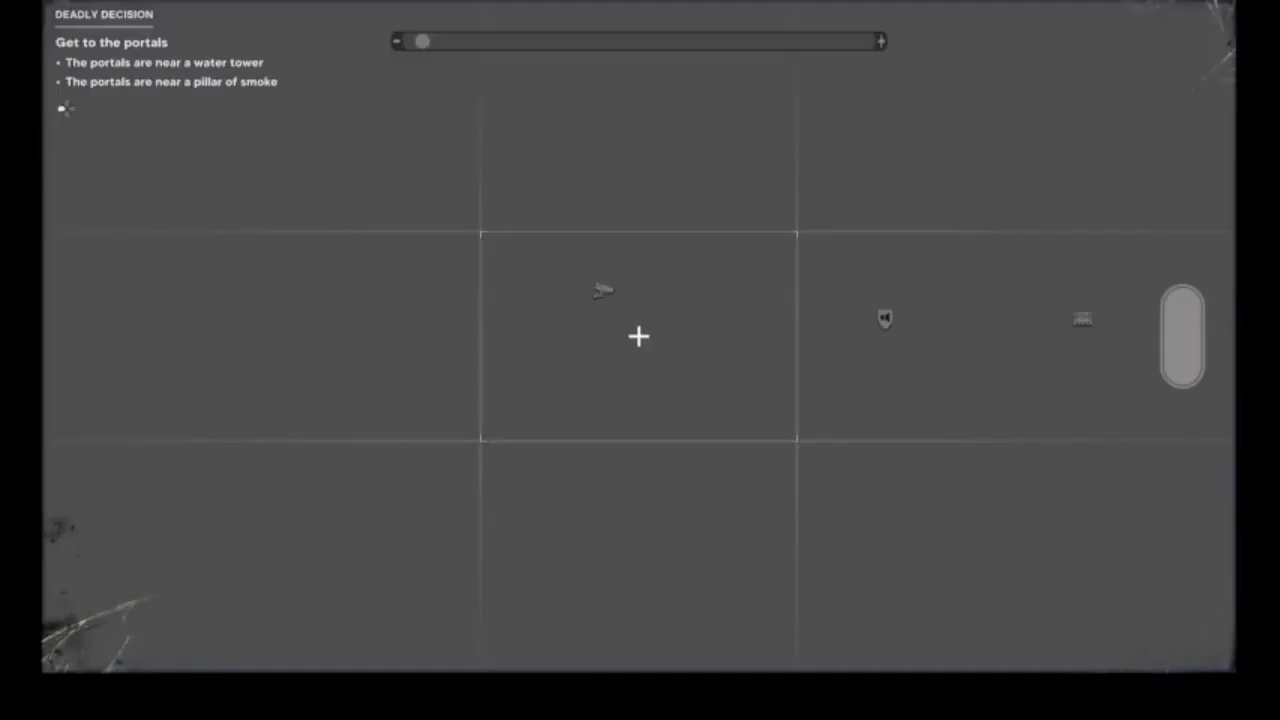 DEADLY DECISION
Get to the portals
• The portals are near a water tower
• The portals are near a pillar of smoke